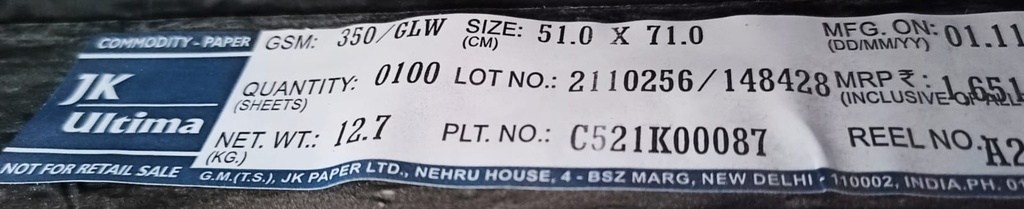 COMMODITY - PAPER
JK
Ultima
NOT FOR RETAIL SALE
GSM: 350/GLW SIZE: 51.0 X 71.0 MFG. ON: 01.11
(CM) (DD/MM/YY)
QUANTITY: 0100 LOT NO.: 2110256/148428 MRP ₹: 1,651
(SHEETS) (INCLUSIVE OF ALL
NET. WT.: 12.7 PLT. NO.: C521K00087 REEL NO. A2
(KG.)
G.M.(T.S.), JK PAPER LTD., NEHRU HOUSE, 4 - BSZ MARG, NEW DELHI - 110002, INDIA.PH. 01